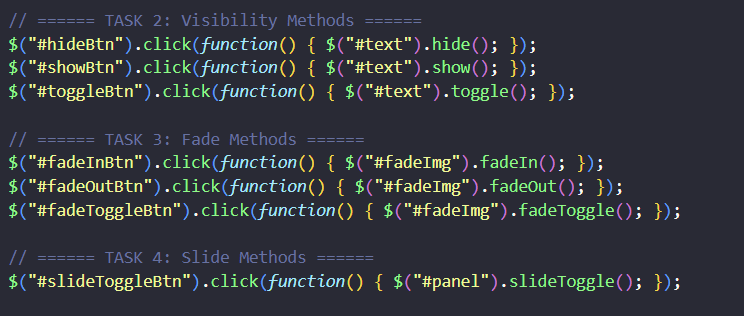 // ====== TASK 2: Visibility Methods ======
$("#hideBtn").click(function() { $("#text").hide(); });
$("#showBtn").click(function() { $("#text").show(); });
$("#toggleBtn").click(function() { $("#text").toggle(); });
// ====== TASK 3: Fade Methods ======
$("#fadeInBtn").click(function() { $("#fadeImg").fadeIn(); });
$("#fadeOutBtn").click(function() { $("#fadeImg").fadeOut(); });
$("#fadeToggleBtn").click(function() { $("#fadeImg").fadeToggle(); });
// ====== TASK 4: Slide Methods ======
$("#slideToggleBtn").click(function() { $("#panel").slideToggle(); });